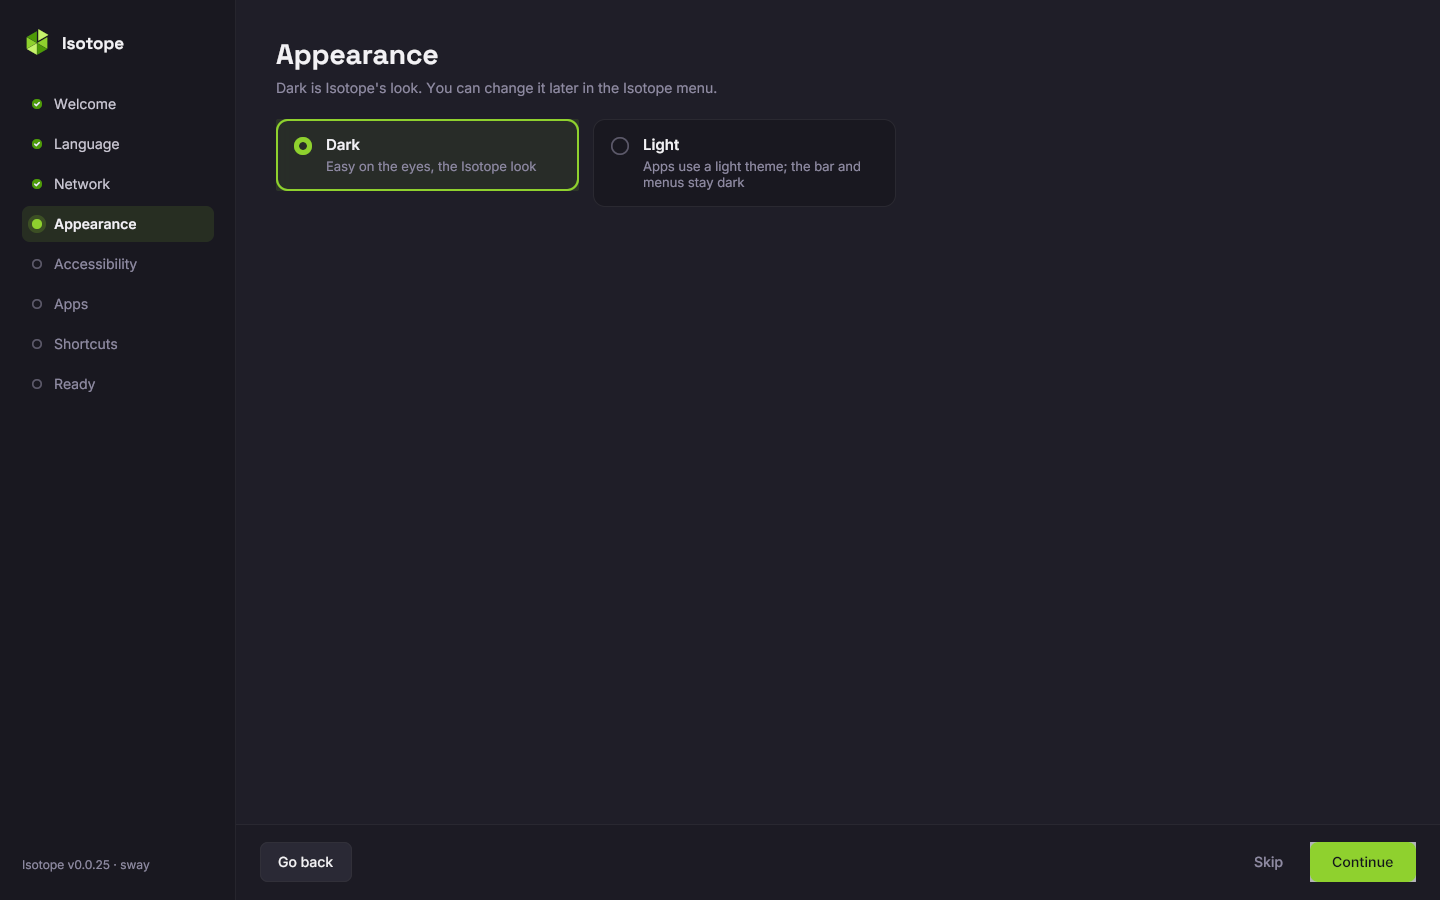 Isotope
Welcome
Language
Network
Appearance
Accessibility
Apps
Shortcuts
Ready
Isotope v0.0.25 · sway
Appearance
Dark is Isotope's look. You can change it later in the Isotope menu.
Dark
Easy on the eyes, the Isotope look
Light
Apps use a light theme; the bar and
menus stay dark
Go back
Skip
Continue